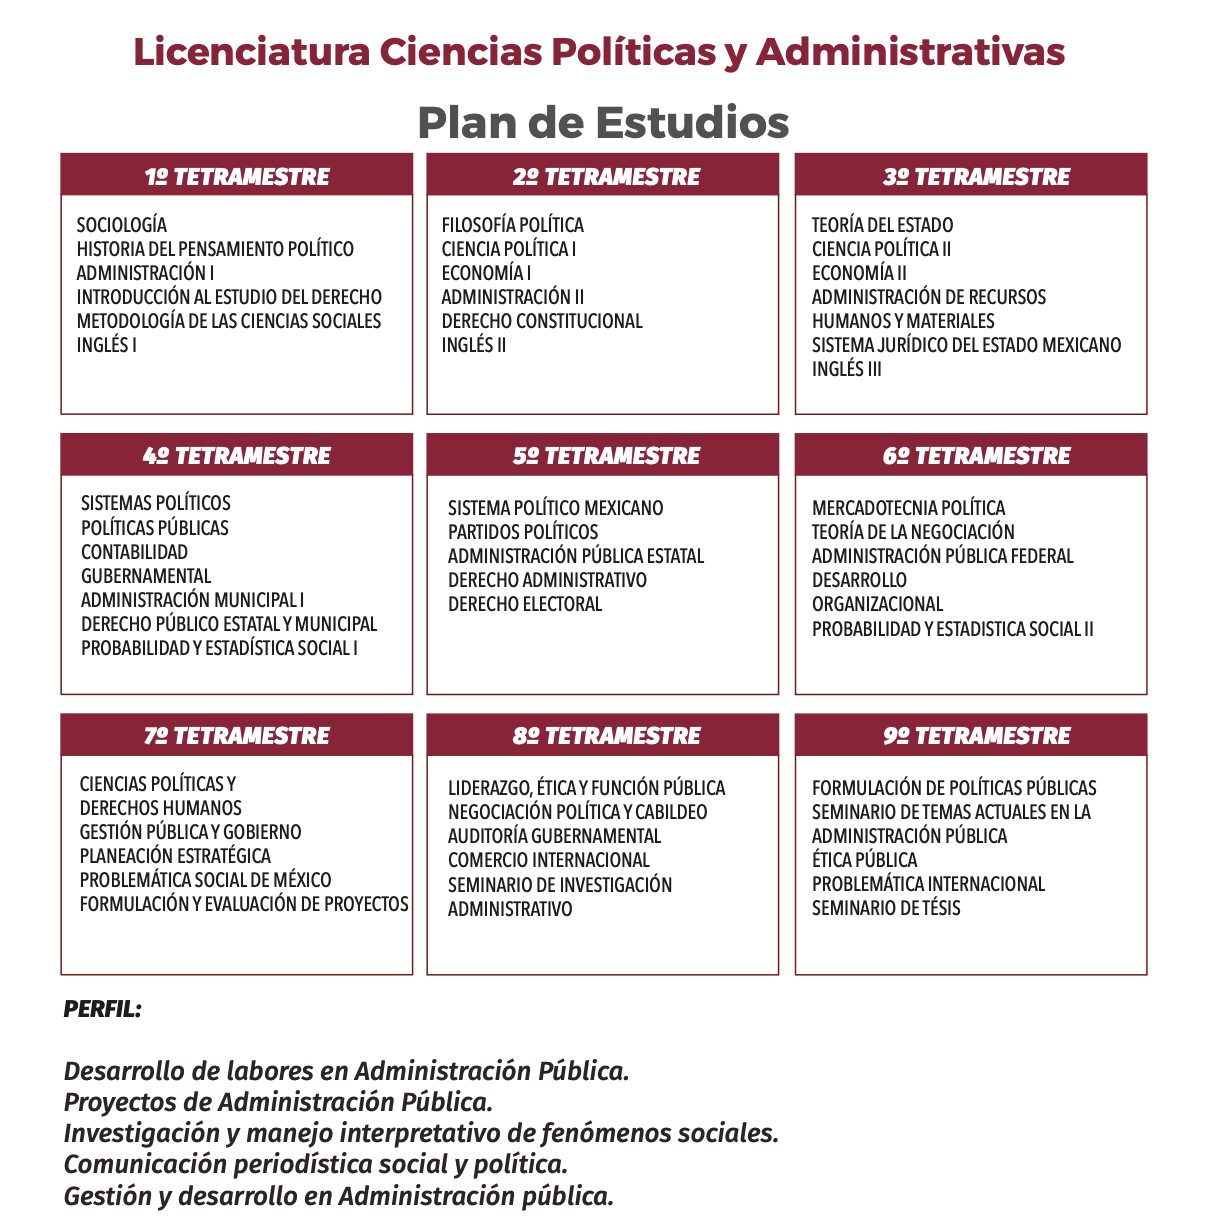 Licenciatura Ciencias Políticas y Administrativas
Plan de Estudios
1º TETRAMESTRE
SOCIOLOGÍA
HISTORIA DEL PENSAMIENTO POLÍTICO
ADMINISTRACIÓN I
INTRODUCCIÓN AL ESTUDIO DEL DERECHO
METODOLOGÍA DE LAS CIENCIAS SOCIALES
INGLÉS I
2º TETRAMESTRE
FILOSOFÍA POLÍTICA
CIENCIA POLÍTICA I
ECONOMÍA I
ADMINISTRACIÓN II
DERECHO CONSTITUCIONAL
INGLÉS II
3º TETRAMESTRE
TEORÍA DEL ESTADO
CIENCIA POLÍTICA II
ECONOMÍA II
ADMINISTRACIÓN DE RECURSOS
HUMANOS Y MATERIALES
SISTEMA JURÍDICO DEL ESTADO MEXICANO
INGLÉS III
4º TETRAMESTRE
SISTEMAS POLÍTICOS
POLÍTICAS PÚBLICAS
CONTABILIDAD
GUBERNAMENTAL
ADMINISTRACIÓN MUNICIPAL I
DERECHO PÚBLICO ESTATAL Y MUNICIPAL
PROBABILIDAD Y ESTADÍSTICA SOCIAL I
5º TETRAMESTRE
SISTEMA POLÍTICO MEXICANO
PARTIDOS POLÍTICOS
ADMINISTRACIÓN PÚBLICA ESTATAL
DERECHO ADMINISTRATIVO
DERECHO ELECTORAL
6º TETRAMESTRE
MERCADOTECNIA POLÍTICA
TEORÍA DE LA NEGOCIACIÓN
ADMINISTRACIÓN PÚBLICA FEDERAL
DESARROLLO
ORGANIZACIONAL
PROBABILIDAD Y ESTADISTICA SOCIAL II
7º TETRAMESTRE
CIENCIAS POLÍTICAS Y
DERECHOS HUMANOS
GESTIÓN PÚBLICA Y GOBIERNO
PLANEACIÓN ESTRATÉGICA
PROBLEMÁTICA SOCIAL DE MÉXICO
FORMULACIÓN Y EVALUACIÓN DE PROYECTOS
8º TETRAMESTRE
LIDERAZGO, ÉTICA Y FUNCIÓN PÚBLICA
NEGOCIACIÓN POLÍTICA Y CABILDEO
AUDITORÍA GUBERNAMENTAL
COMERCIO INTERNACIONAL
SEMINARIO DE INVESTIGACIÓN
ADMINISTRATIVO
9º TETRAMESTRE
FORMULACIÓN DE POLÍTICAS PÚBLICAS
SEMINARIO DE TEMAS ACTUALES EN LA
ADMINISTRACIÓN PÚBLICA
ÉTICA PÚBLICA
PROBLEMÁTICA INTERNACIONAL
SEMINARIO DE TÉSIS
PERFIL:
Desarrollo de labores en Administración Pública.
Proyectos de Administración Pública.
Investigación y manejo interpretativo de fenómenos sociales.
Comunicación periodística social y política.
Gestión y desarrollo en Administración pública.